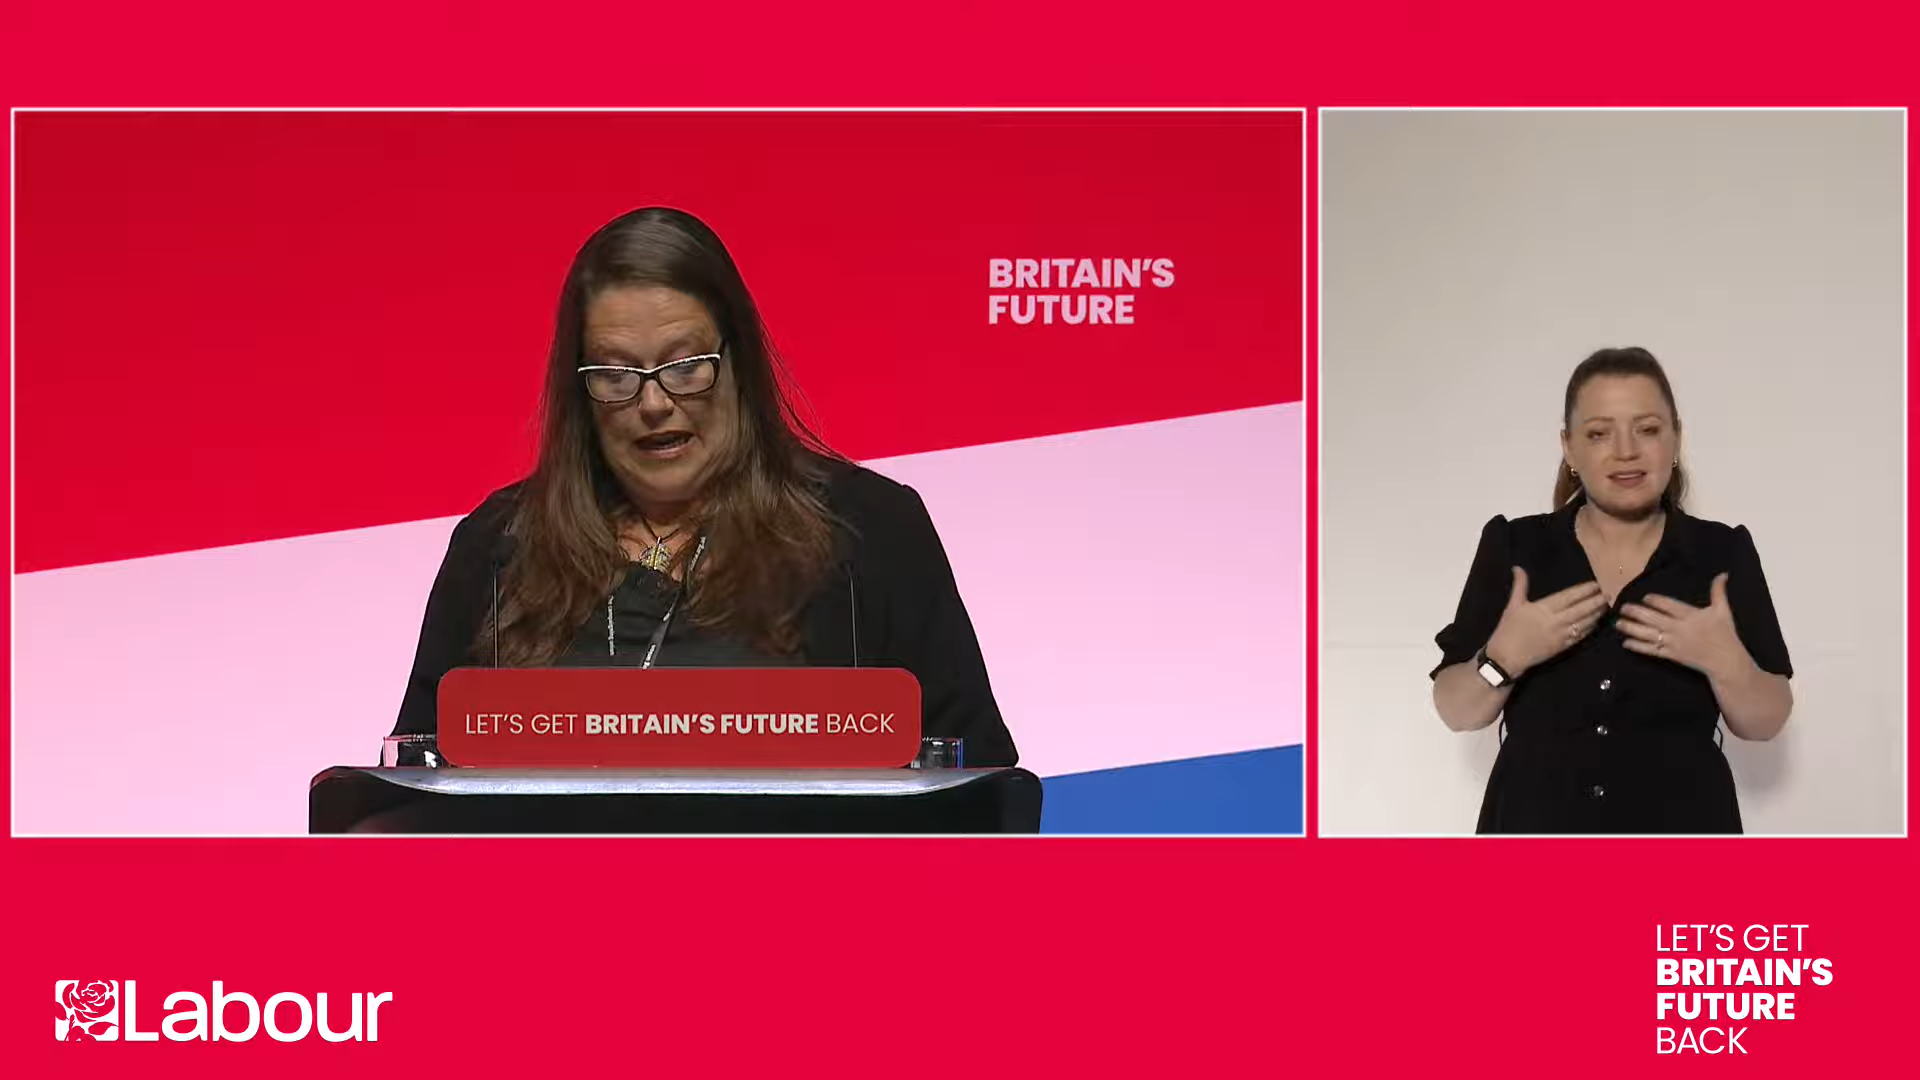 BRITAIN'S
FUTURE
LET'S GET BRITAIN'S FUTURE BACK
Labour
LET'S GET
BRITAIN'S
FUTURE
BACK